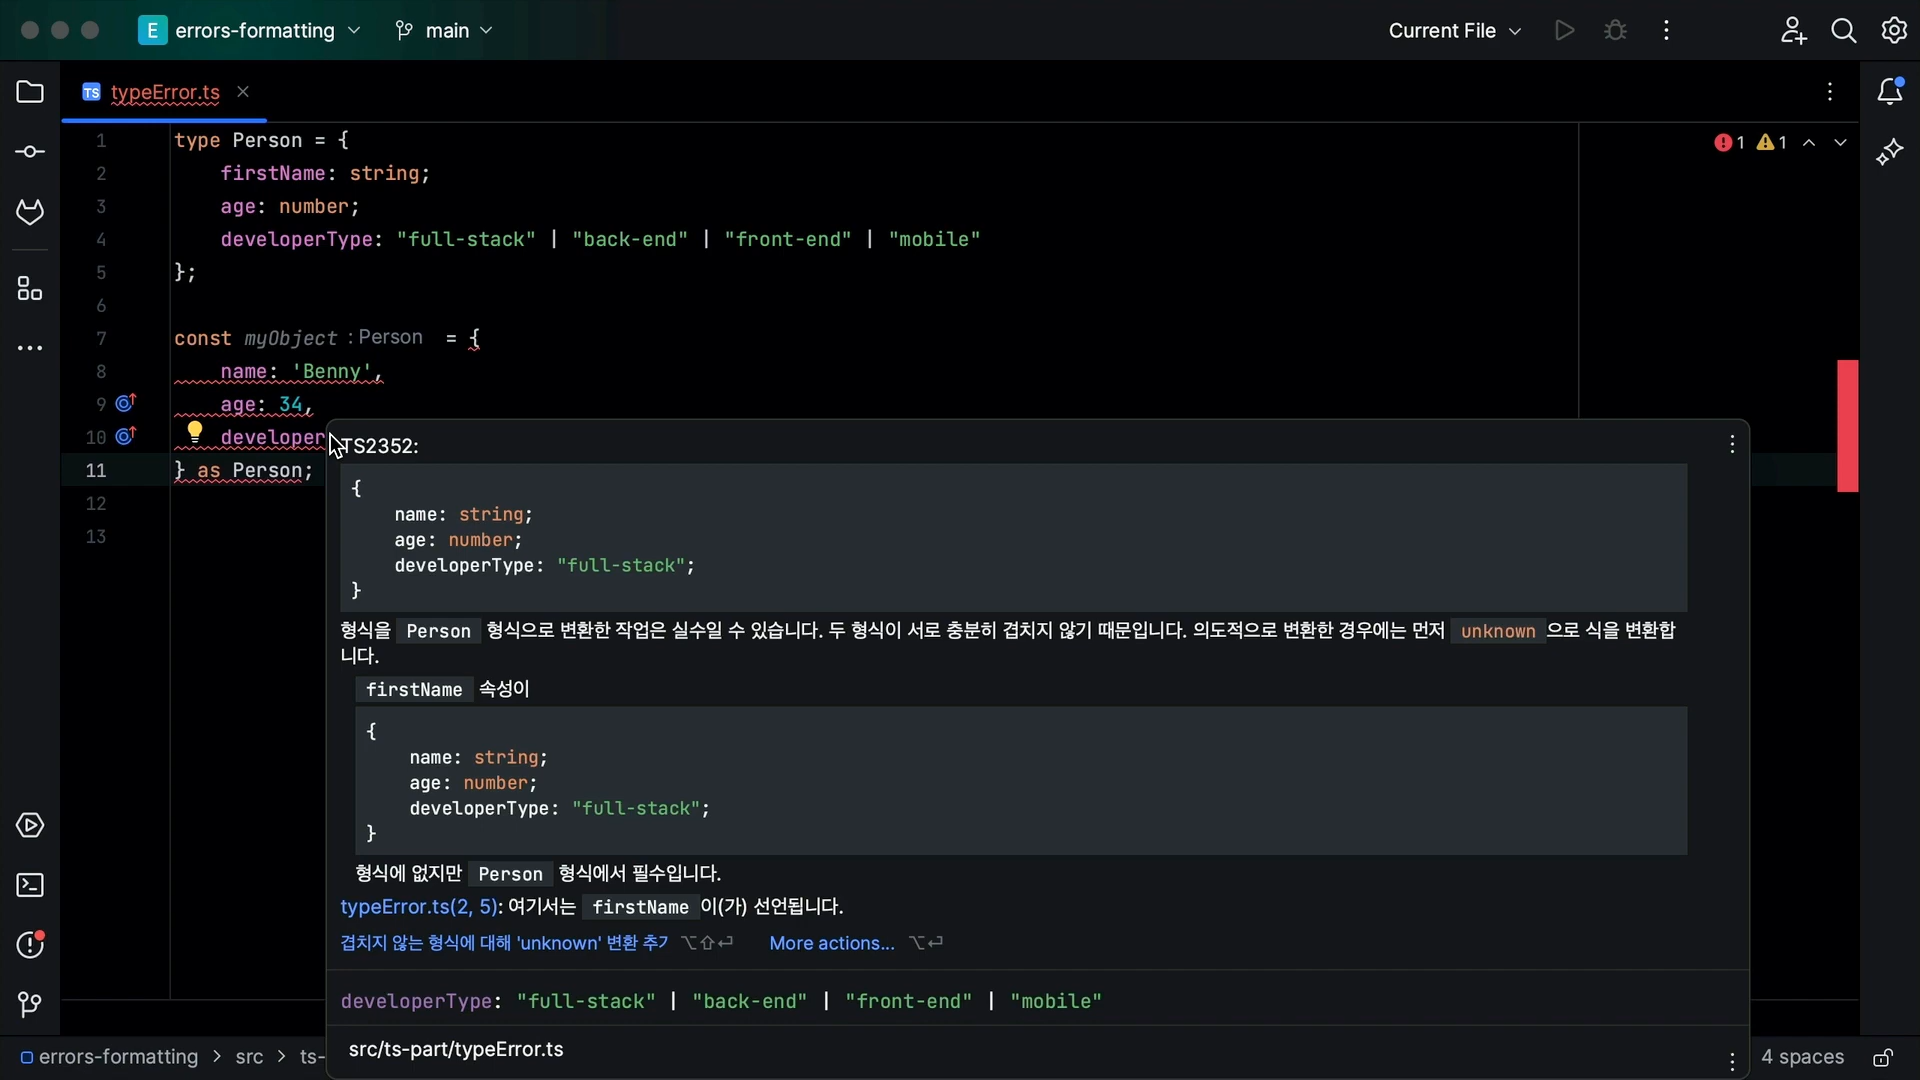 E errors-formatting main Current File
TS typeError.ts
1 type Person = { 1 1
2 firstName: string;
3 age: number;
4 developerType: "full-stack" | "back-end" | "front-end" | "mobile"
5 };
6
7 const myObject : Person = {
8 name: 'Benny',
9 age: 34,
10 developer
11 } as Person;
12
13
TS2352:
{
name: string;
age: number;
developerType: "full-stack";
}
형식을 Person 형식으로 변환한 작업은 실수일 수 있습니다. 두 형식이 서로 충분히 겹치지 않기 때문입니다. 의도적으로 변환한 경우에는 먼저 unknown 으로 식을 변환합
니다.
firstName 속성이
{
name: string;
age: number;
developerType: "full-stack";
}
형식에 없지만 Person 형식에서 필수입니다.
typeError.ts(2, 5): 여기서는 firstName 이(가) 선언됩니다.
겹치지 않는 형식에 대해 'unknown' 변환 추가 ⌥⇧⏎ More actions... ⌥⏎
developerType: "full-stack" | "back-end" | "front-end" | "mobile"
src/ts-part/typeError.ts
errors-formatting > src > ts- 4 spaces